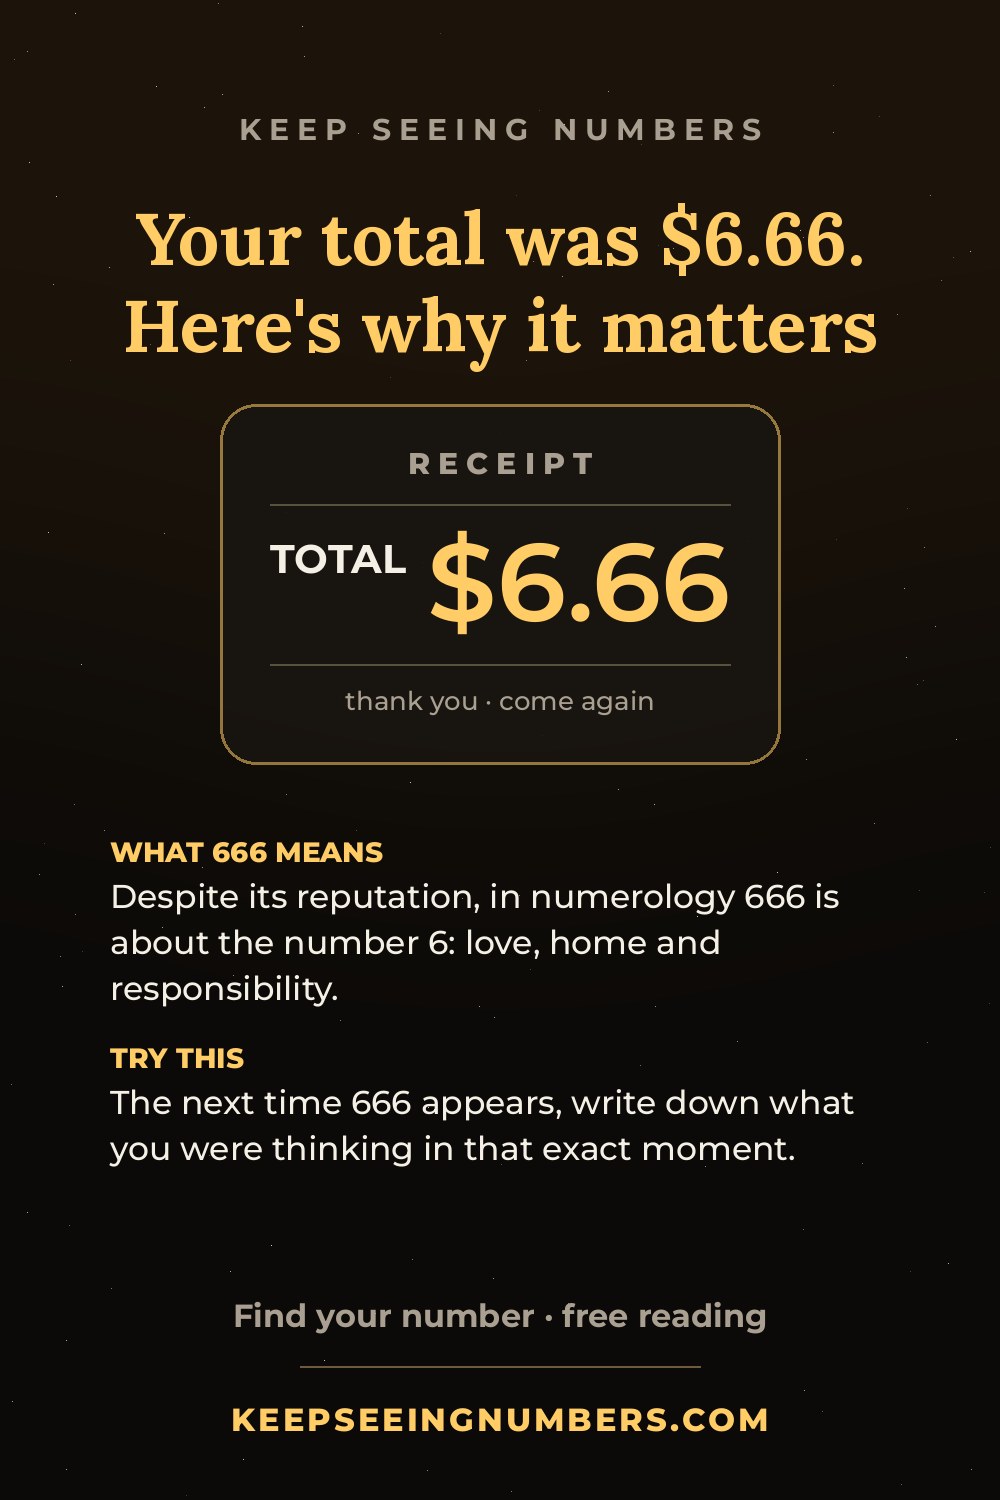 KEEP SEEING NUMBERS
Your total was $6.66.
Here's why it matters
RECEIPT
TOTAL $6.66
thank you · come again
WHAT 666 MEANS
Despite its reputation, in numerology 666 is
about the number 6: love, home and
responsibility.
TRY THIS
The next time 666 appears, write down what
you were thinking in that exact moment.
Find your number · free reading
KEEPSEEINGNUMBERS.COM